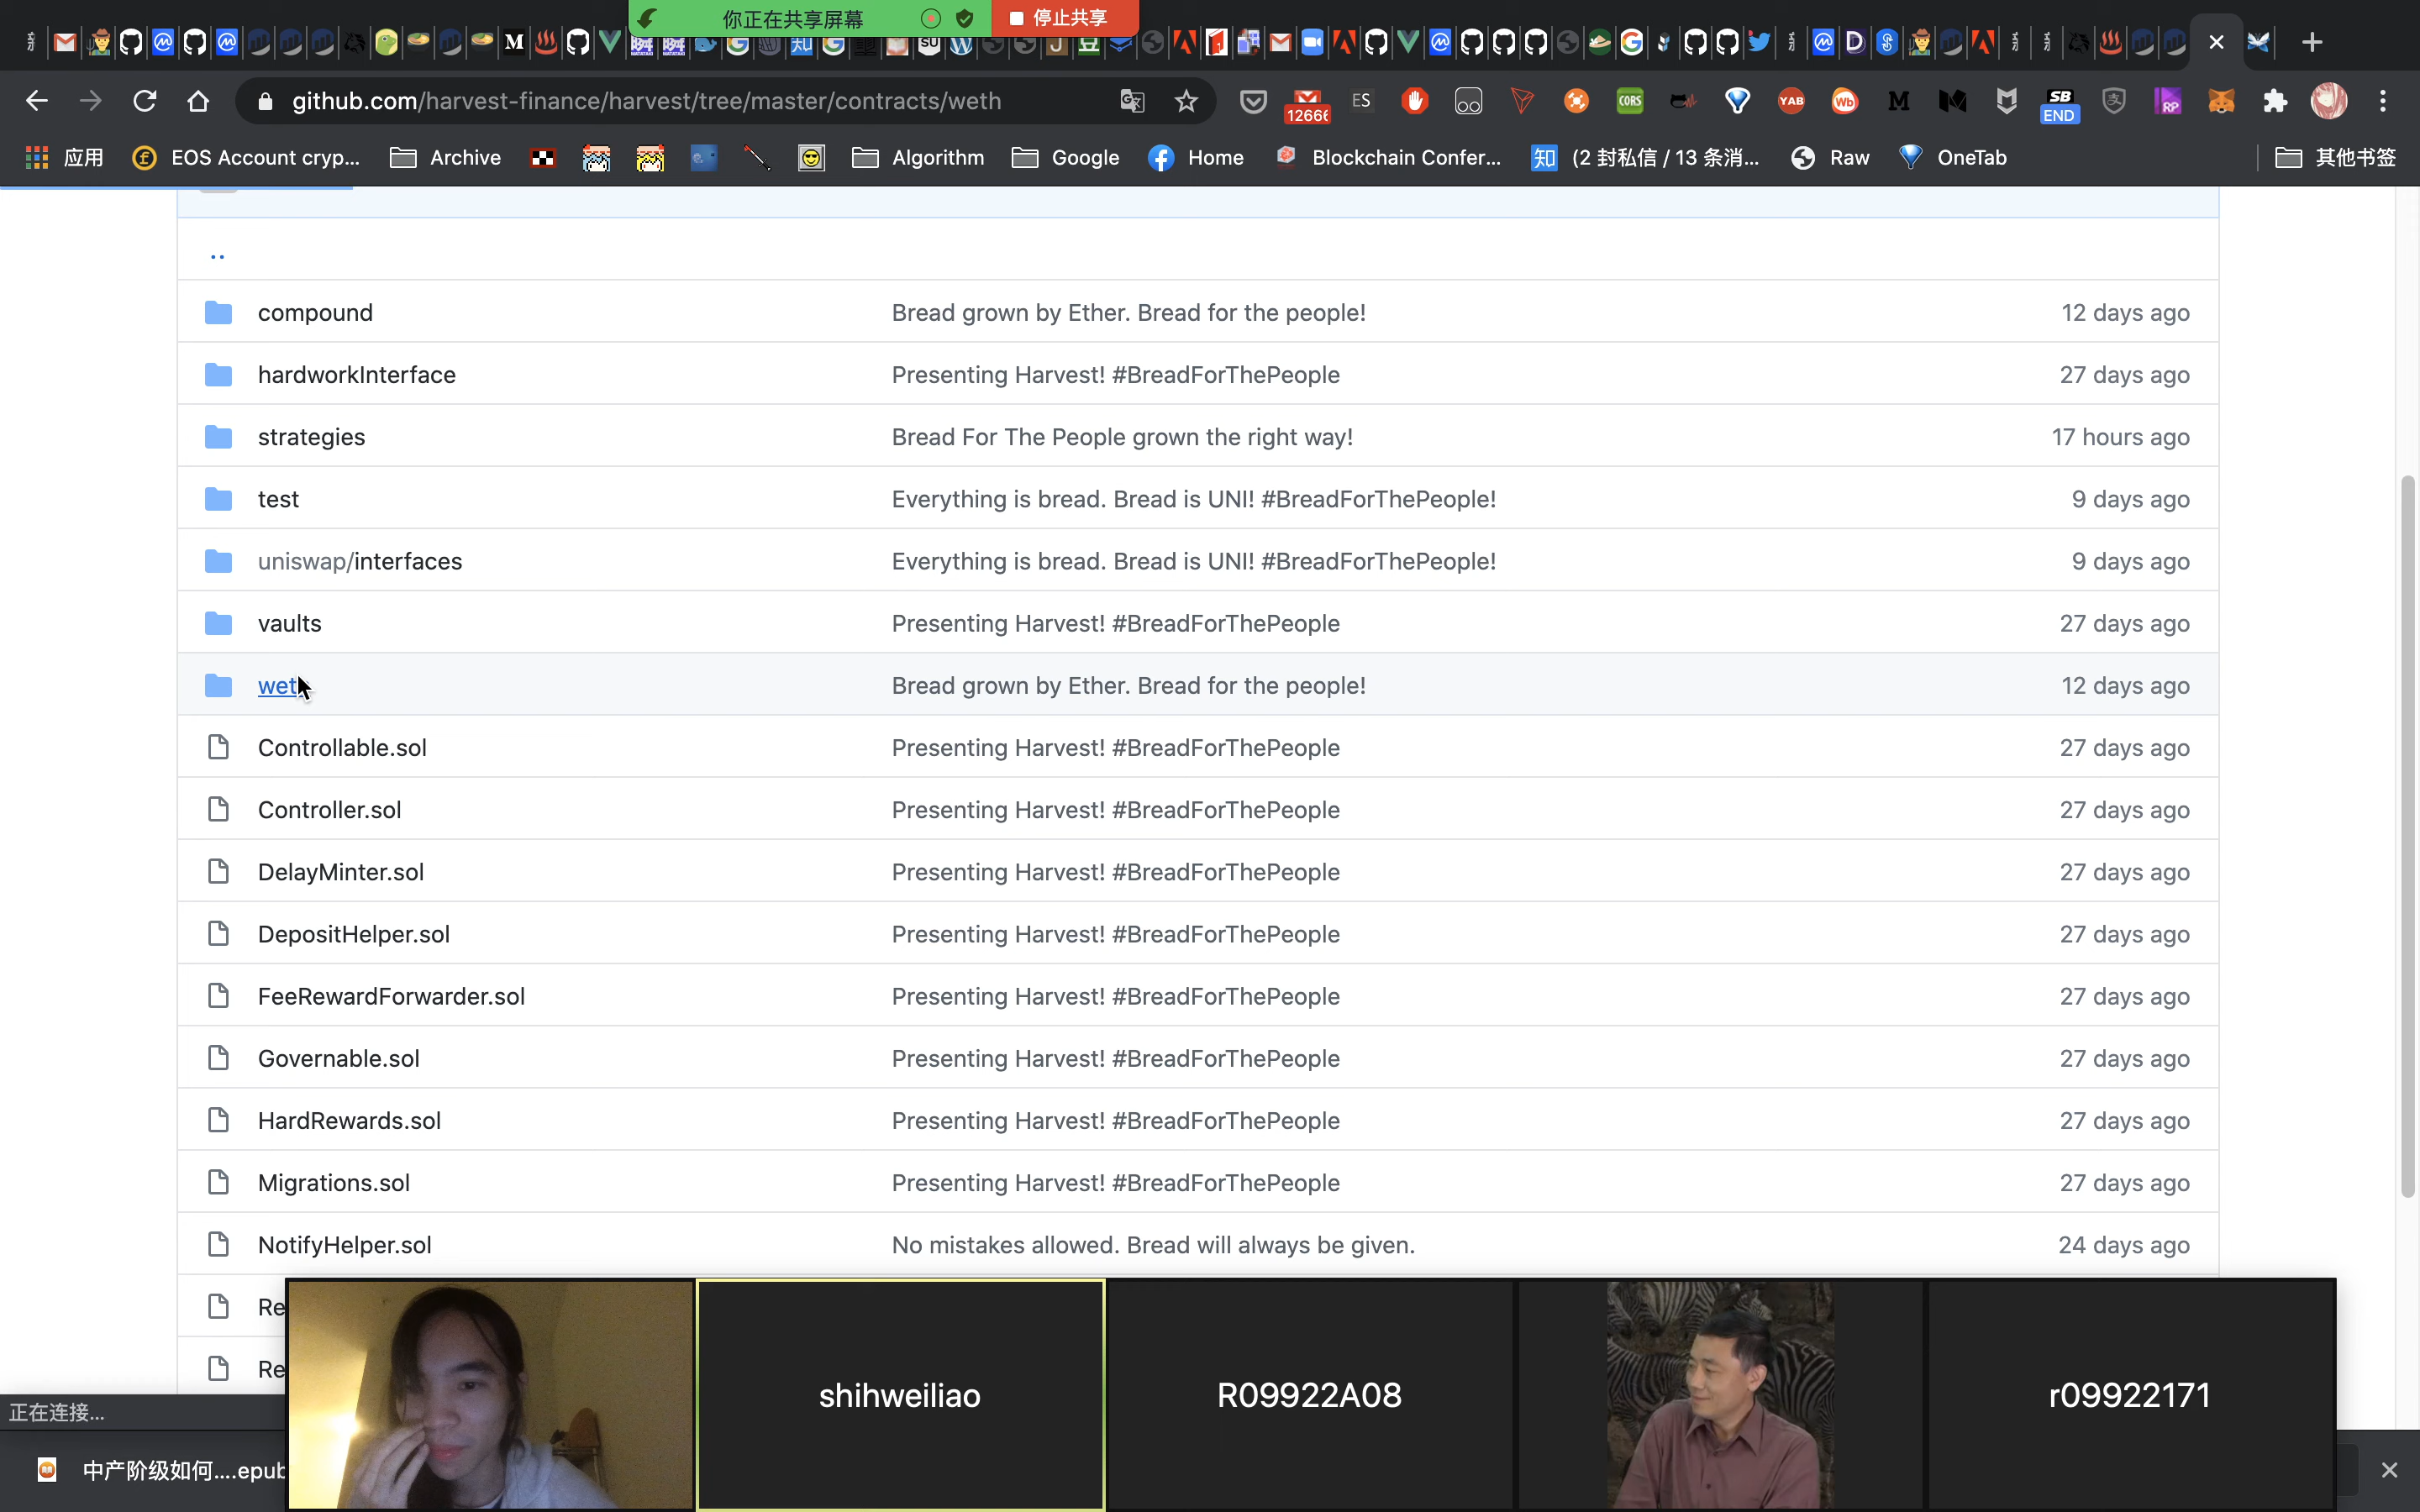 你正在共享屏幕 停止共享
github.com/harvest-finance/harvest/tree/master/contracts/weth
ES 12666 CORS YAB Wb M SB END RP
应用 EOS Account cryp... Archive Algorithm Google Home Blockchain Confer... 知 (2 封私信 / 13 条消... Raw OneTab 其他书签
..
compound Bread grown by Ether. Bread for the people! 12 days ago
hardworkInterface Presenting Harvest! #BreadForThePeople 27 days ago
strategies Bread For The People grown the right way! 17 hours ago
test Everything is bread. Bread is UNI! #BreadForThePeople! 9 days ago
uniswap/interfaces Everything is bread. Bread is UNI! #BreadForThePeople! 9 days ago
vaults Presenting Harvest! #BreadForThePeople 27 days ago
wet Bread grown by Ether. Bread for the people! 12 days ago
Controllable.sol Presenting Harvest! #BreadForThePeople 27 days ago
Controller.sol Presenting Harvest! #BreadForThePeople 27 days ago
DelayMinter.sol Presenting Harvest! #BreadForThePeople 27 days ago
DepositHelper.sol Presenting Harvest! #BreadForThePeople 27 days ago
FeeRewardForwarder.sol Presenting Harvest! #BreadForThePeople 27 days ago
Governable.sol Presenting Harvest! #BreadForThePeople 27 days ago
HardRewards.sol Presenting Harvest! #BreadForThePeople 27 days ago
Migrations.sol Presenting Harvest! #BreadForThePeople 27 days ago
NotifyHelper.sol No mistakes allowed. Bread will always be given. 24 days ago
Re
Re
shihweiliao R09922A08 r09922171
正在连接...
中产阶级如何....epub